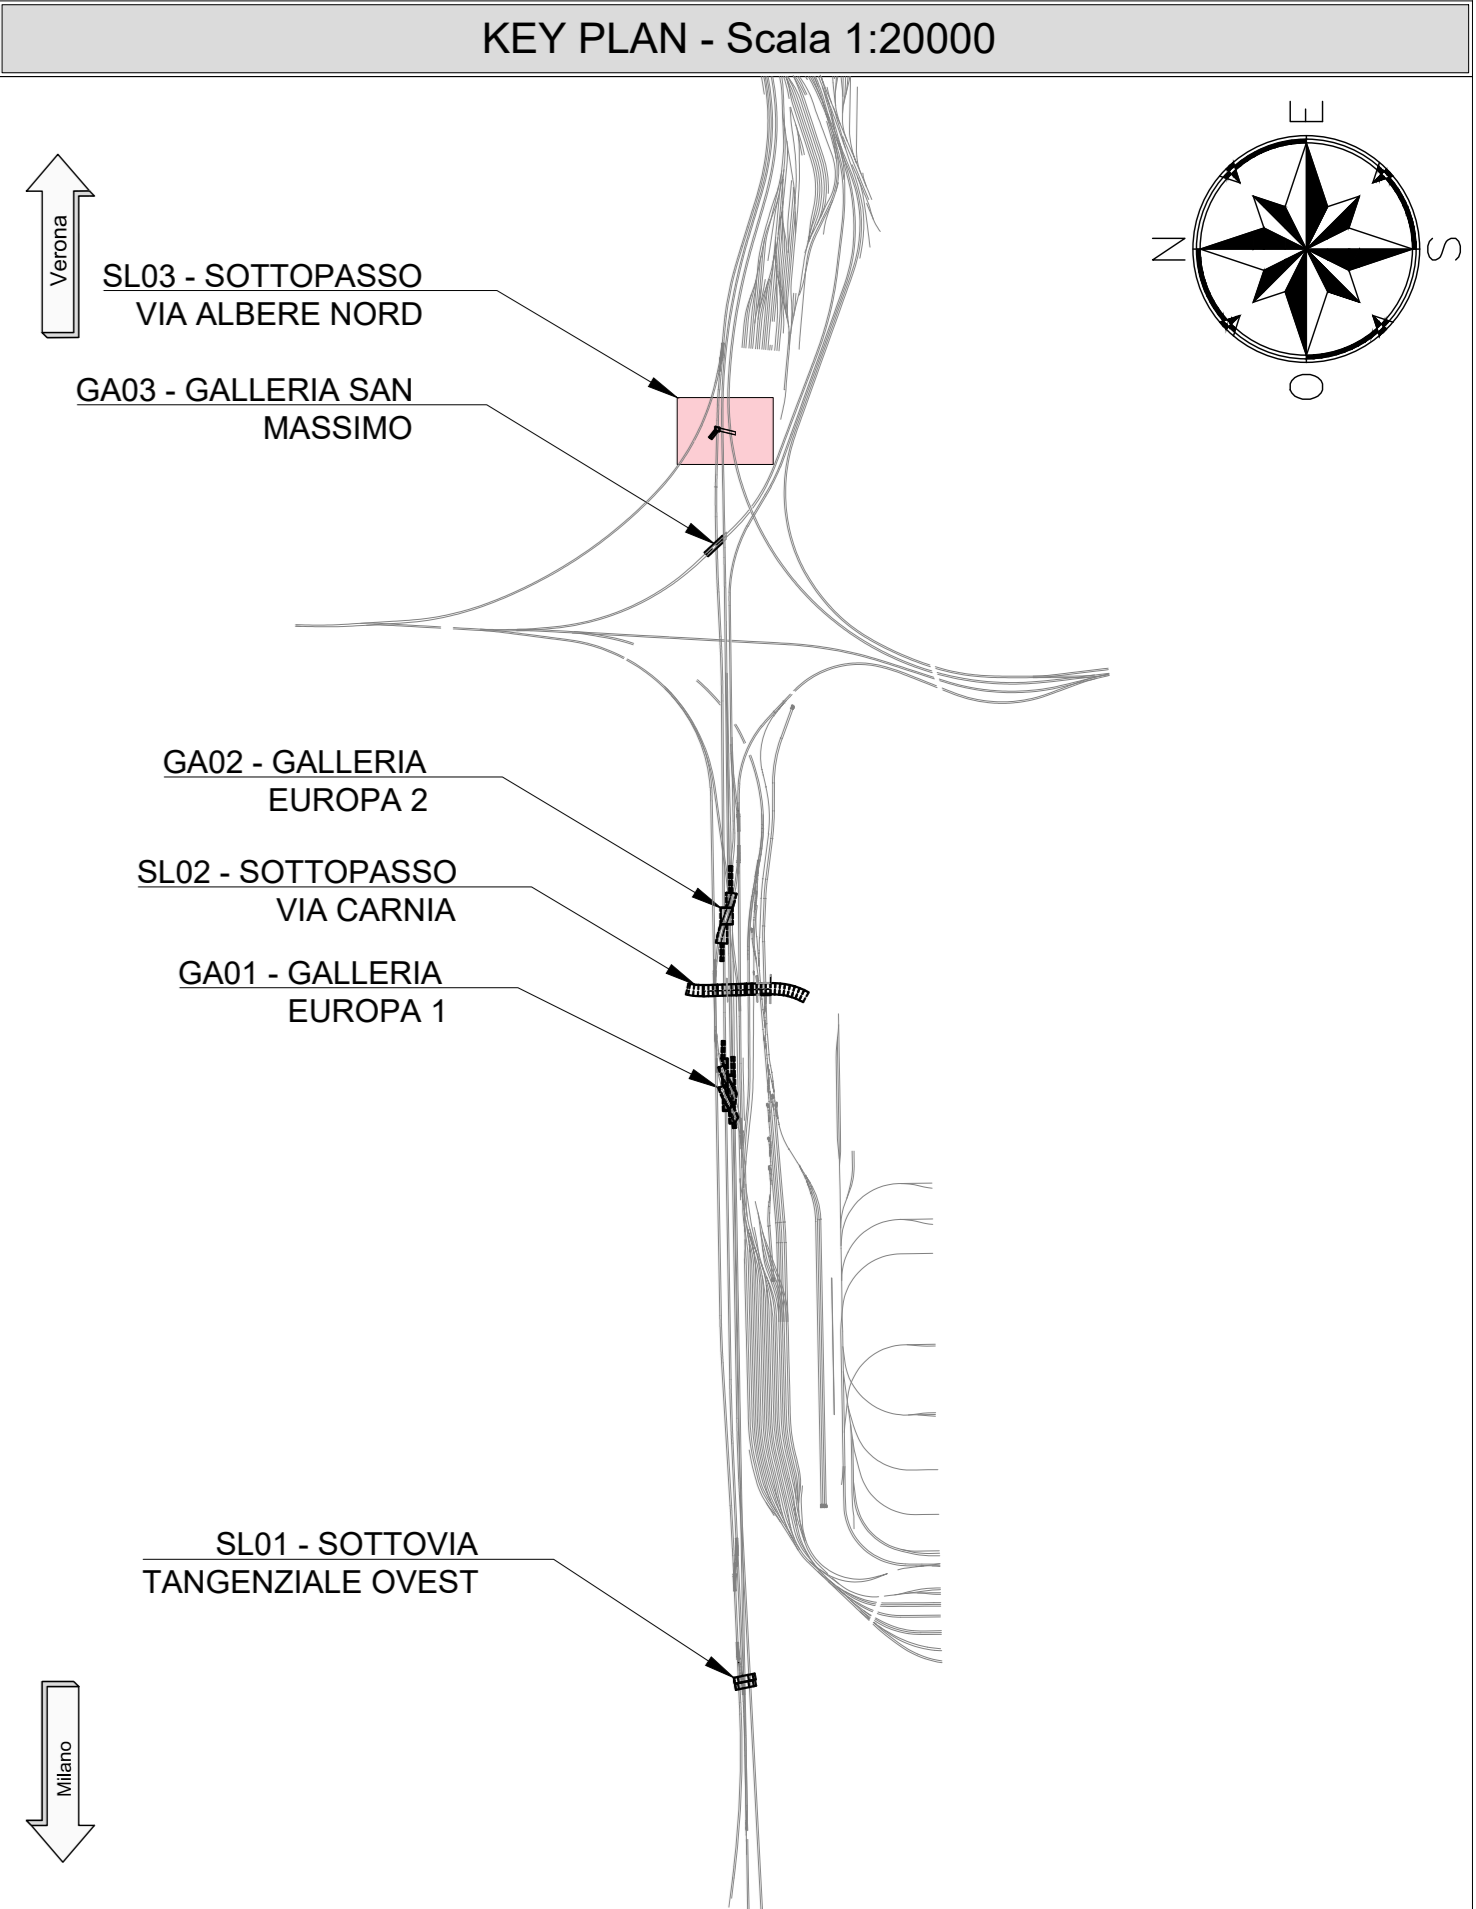 KEY PLAN - Scala 1:20000
E
N
S
O
Verona
SL03 - SOTTOPASSO
VIA ALBERE NORD
GA03 - GALLERIA SAN
MASSIMO
GA02 - GALLERIA
EUROPA 2
SL02 - SOTTOPASSO
VIA CARNIA
GA01 - GALLERIA
EUROPA 1
SL01 - SOTTOVIA
TANGENZIALE OVEST
Milano